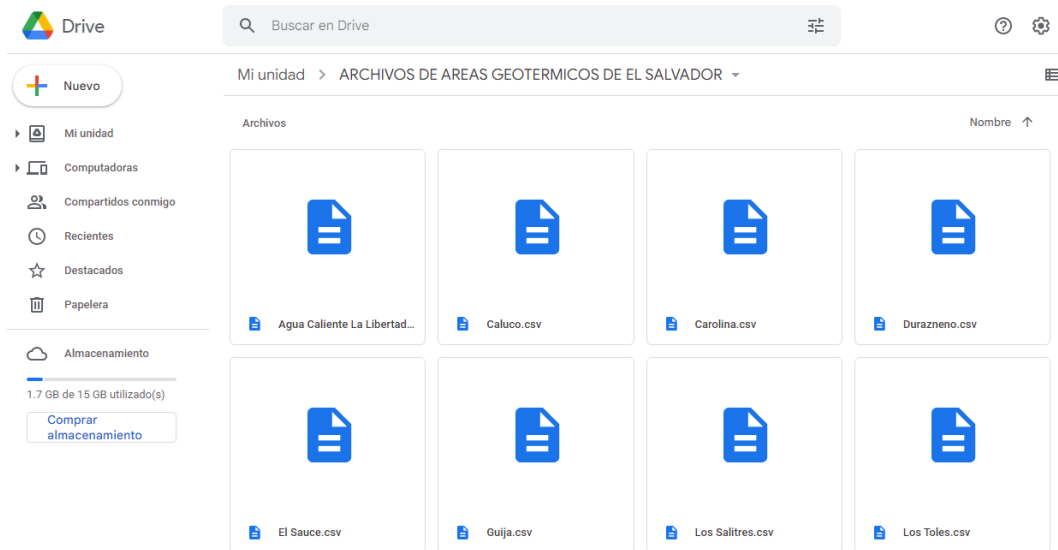 Drive
Buscar en Drive
Nuevo
Mi unidad
Computadoras
Compartidos conmigo
Recientes
Destacados
Papelera
Almacenamiento
1.7 GB de 15 GB utilizado(s)
Comprar
almacenamiento
Mi unidad > ARCHIVOS DE AREAS GEOTERMICOS DE EL SALVADOR
Archivos
Nombre
Agua Caliente La Libertad...
Caluco.csv
Carolina.csv
Durazneno.csv
El Sauce.csv
Guija.csv
Los Salitres.csv
Los Toles.csv